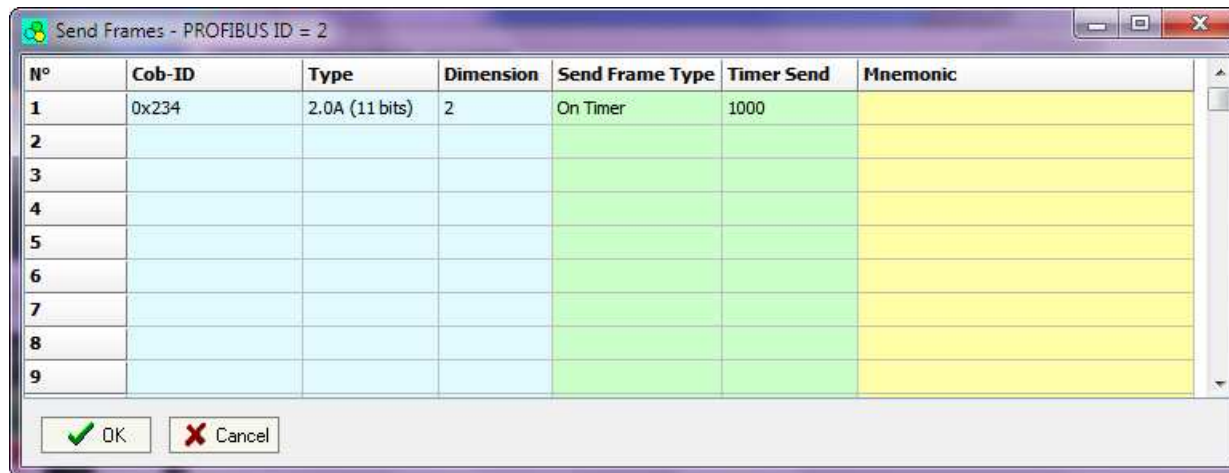 Send Frames - PROFIBUS ID = 2
N° Cob-ID Type Dimension Send Frame Type Timer Send Mnemonic
1 0x234 2.0A (11 bits) 2 On Timer 1000
2
3
4
5
6
7
8
9
OK Cancel